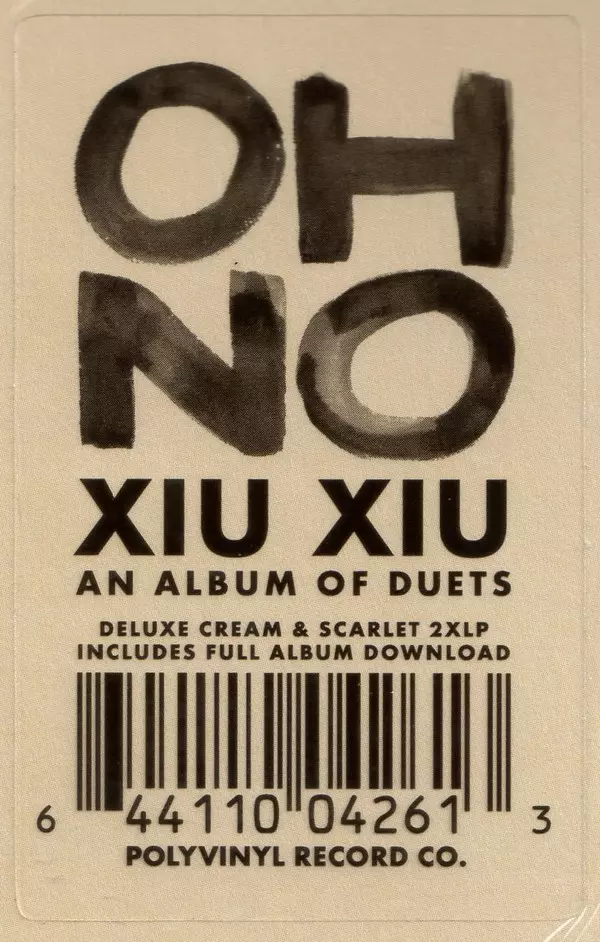 OH
NO
XIU XIU
AN ALBUM OF DUETS
DELUXE CREAM & SCARLET 2XLP
INCLUDES FULL ALBUM DOWNLOAD
6 44110 04261 3
POLYVINYL RECORD CO.